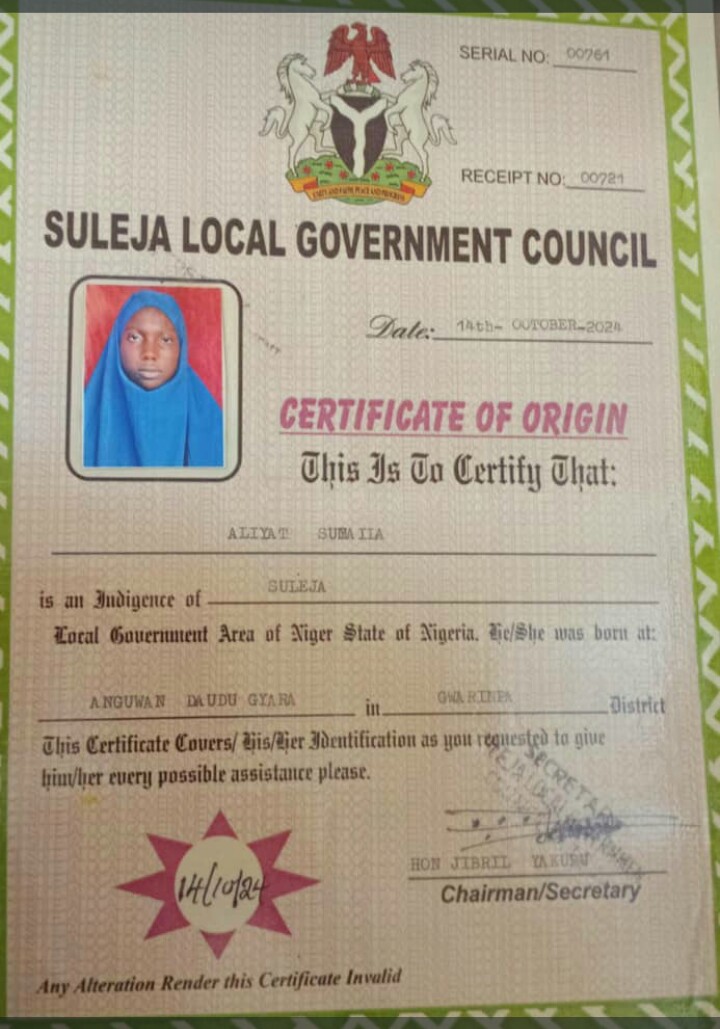 SERIAL NO: 00761
RECEIPT NO: 00721
SULEJA LOCAL GOVERNMENT COUNCIL
Date: 14th- OCTOBER-2024
CERTIFICATE OF ORIGIN
This Is To Certify That:
ALIYAT SUMAILA
is an Indigence of SULEJA
Local Government Area of Niger State of Nigeria. He/She was born at:
ANGUWAN DAUDU GYARA in GWARINPA District
This Certificate Covers/ His/Her Identification as you requested to give
him/her every possible assistance please.
SECRETARY
14/10/24
HON JIBRIL YAKUBU
Chairman/Secretary
Any Alteration Render this Certificate Invalid